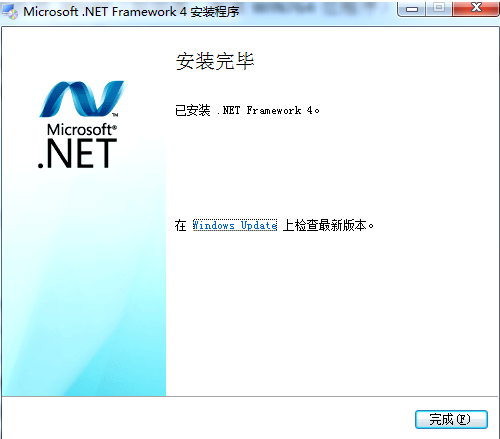 Microsoft .NET Framework 4 安装程序
安装完毕
Microsoft®
.NET™
已安装 .NET Framework 4。
在 Windows Update 上检查最新版本。
完成(F)